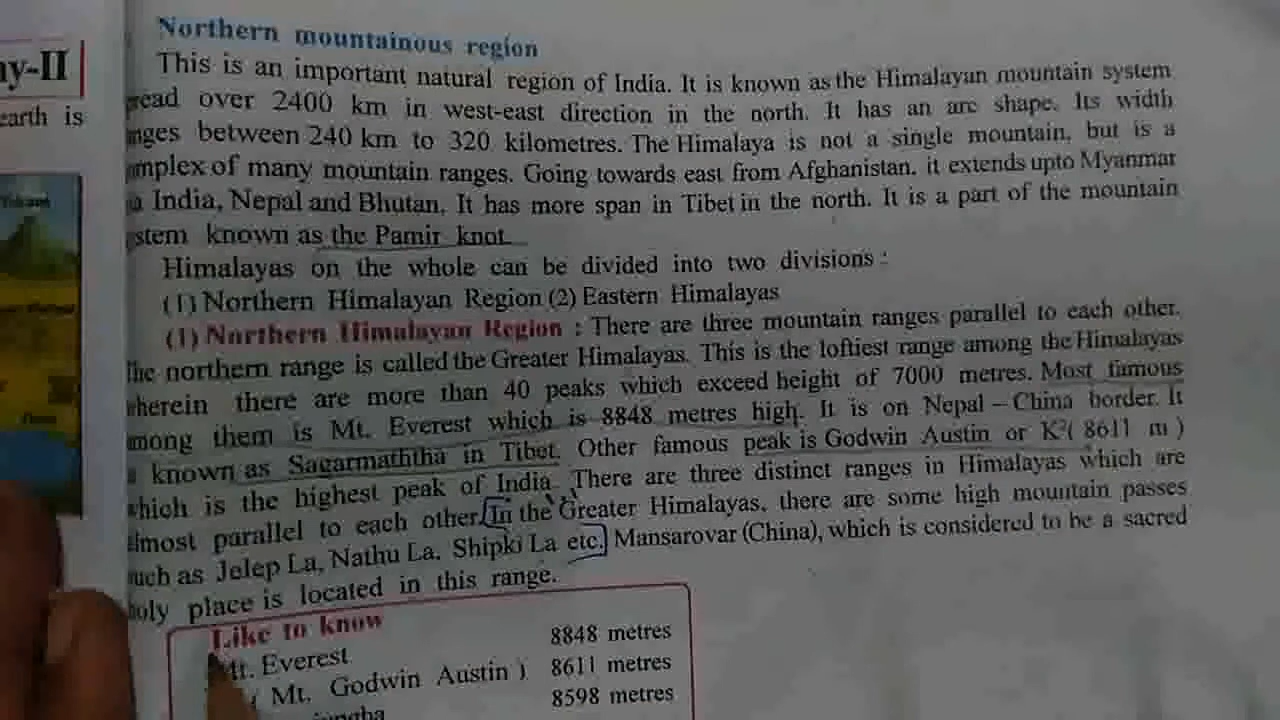 Northern mountainous region
ny-II
This is an important natural region of India. It is known as the Himalayan mountain system
read over 2400 km in west-east direction in the north. It has an arc shape. Its width
earth is
nges between 240 km to 320 kilometres. The Himalaya is not a single mountain, but is a
mplex of many mountain ranges. Going towards east from Afghanistan, it extends upto Myanmar
a India, Nepal and Bhutan. It has more span in Tibet in the north. It is a part of the mountain
stem known as the Pamir knot.
Himalayas on the whole can be divided into two divisions :
(1) Northern Himalayan Region (2) Eastern Himalayas
(1) Northern Himalayan Region : There are three mountain ranges parallel to each other.
The northern range is called the Greater Himalayas. This is the loftiest range among the Himalayas
wherein there are more than 40 peaks which exceed height of 7000 metres. Most famous
mong them is Mt. Everest which is 8848 metres high. It is on Nepal – China border. It
known as Sagarmaththa in Tibet. Other famous peak is Godwin Austin or K²( 8611 m )
which is the highest peak of India. There are three distinct ranges in Himalayas which are
lmost parallel to each other. In the Greater Himalayas, there are some high mountain passes
uch as Jelep La, Nathu La, Shipki La etc. Mansarovar (China), which is considered to be a sacred
holy place is located in this range.
Like to know
Mt. Everest 8848 metres
( Mt. Godwin Austin ) 8611 metres
8598 metres